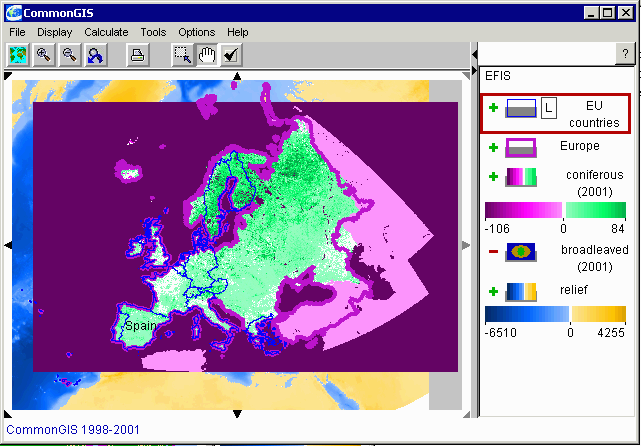 CommonGIS
File Display Calculate Tools Options Help
?
EFIS
L EU
countries
Europe
coniferous
(2001)
-106 0 84
broadleaved
(2001)
relief
-6510 0 4255
Spain
CommonGIS 1998-2001